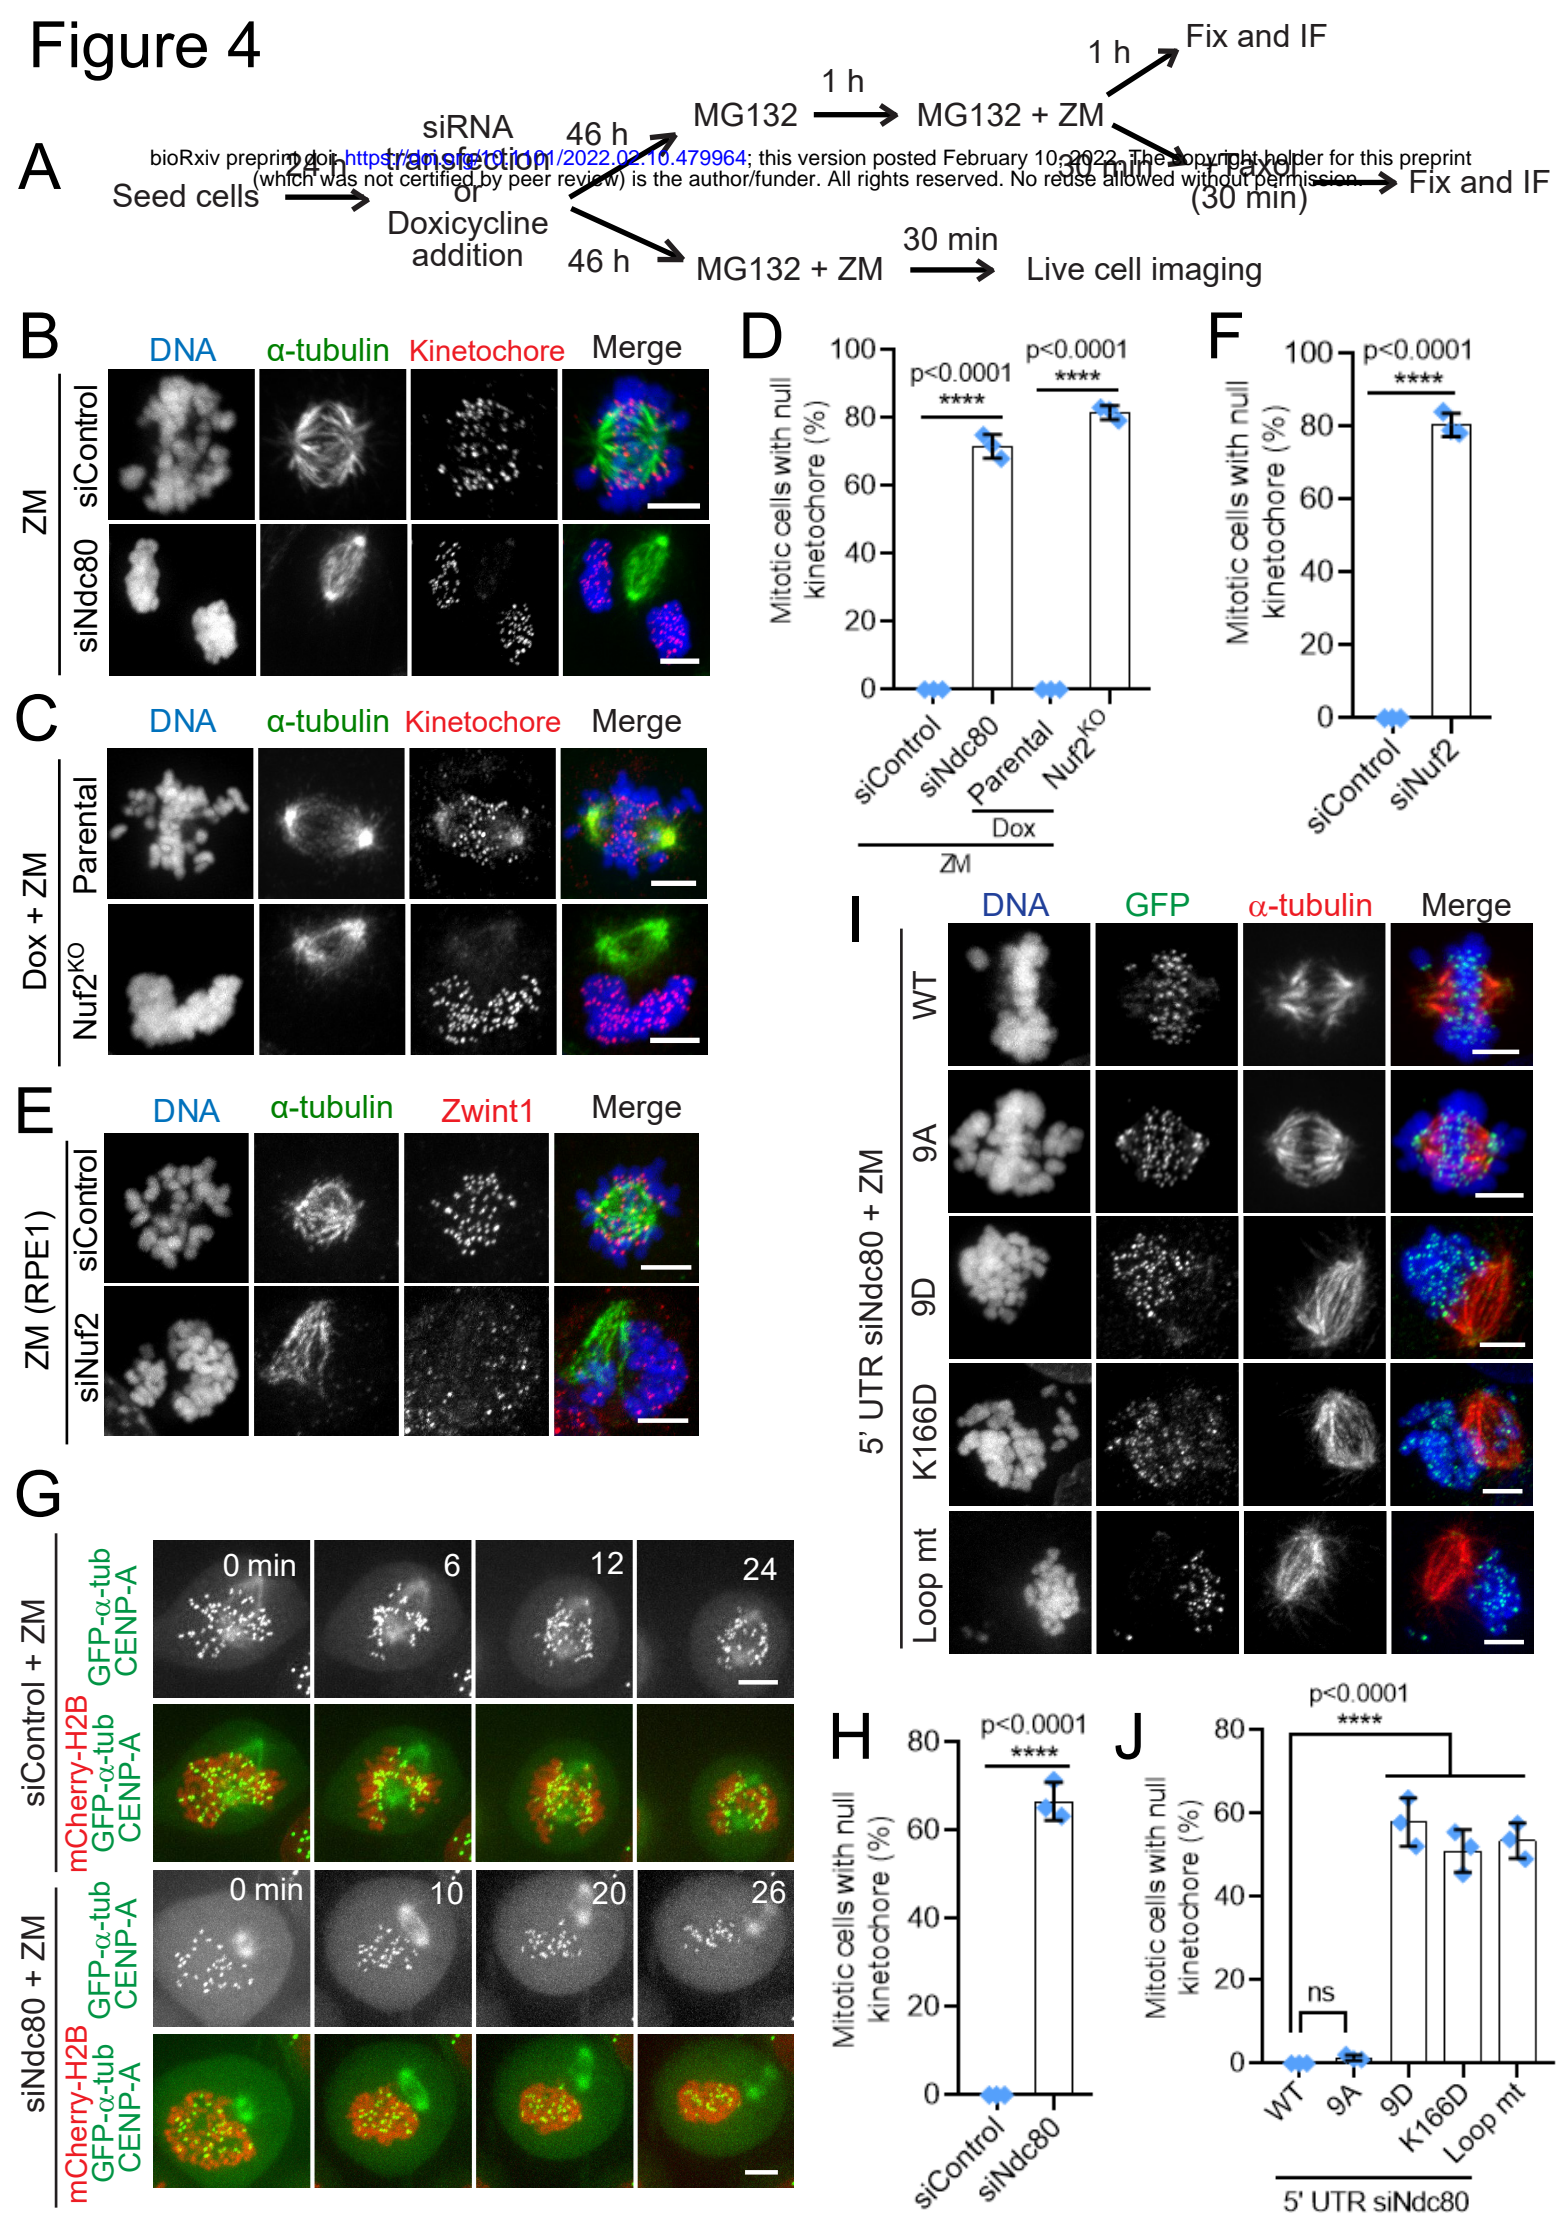 Figure 4
A
Seed cells
24 h
siRNA
transfection
or
Doxicycline
addition
46 h
46 h
MG132
1 h
MG132 + ZM
1 h
Fix and IF
30 min
+ Taxol
(30 min)
Fix and IF
MG132 + ZM
30 min
Live cell imaging
bioRxiv preprint doi: https://doi.org/10.1101/2022.02.10.479964; this version posted February 10, 2022. The copyright holder for this preprint
(which was not certified by peer review) is the author/funder. All rights reserved. No reuse allowed without permission.
B
DNA α-tubulin Kinetochore Merge
ZM
siControl
siNdc80
C
DNA α-tubulin Kinetochore Merge
Dox + ZM
Parental
Nuf2KO
D
Mitotic cells with null
kinetochore (%)
100
80
60
40
20
0
p<0.0001
****
p<0.0001
****
siControl
siNdc80
Parental
Nuf2KO
Dox
ZM
E
DNA α-tubulin Zwint1 Merge
ZM (RPE1)
siControl
siNuf2
F
Mitotic cells with null
kinetochore (%)
100
80
60
40
20
0
p<0.0001
****
siControl
siNuf2
G
siControl + ZM
GFP-α-tub
CENP-A
0 min 6 12 24
mCherry-H2B
GFP-α-tub
CENP-A
siNdc80 + ZM
GFP-α-tub
CENP-A
0 min 10 20 26
mCherry-H2B
GFP-α-tub
CENP-A
H
Mitotic cells with null
kinetochore (%)
80
60
40
20
0
p<0.0001
****
siControl
siNdc80
I
DNA GFP α-tubulin Merge
5' UTR siNdc80 + ZM
WT
9A
9D
K166D
Loop mt
J
Mitotic cells with null
kinetochore (%)
80
60
40
20
0
p<0.0001
****
ns
WT
9A
9D
K166D
Loop mt
5' UTR siNdc80